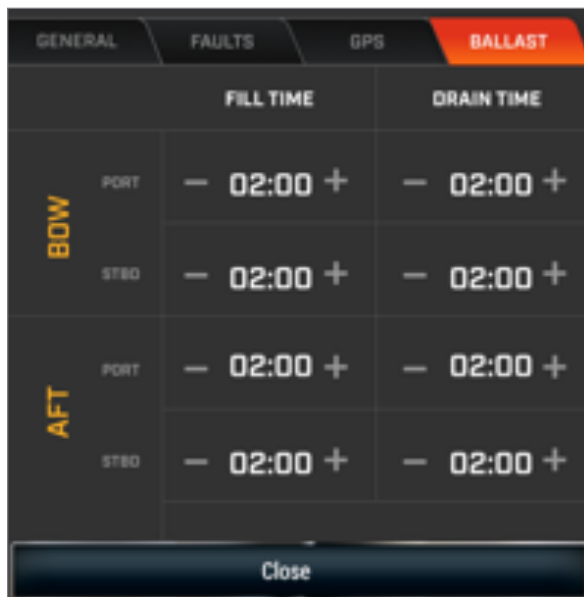 GENERAL FAULTS GPS BALLAST
FILL TIME DRAIN TIME
BOW
PORT − 02:00 + − 02:00 +
STBD − 02:00 + − 02:00 +
AFT
PORT − 02:00 + − 02:00 +
STBD − 02:00 + − 02:00 +
Close